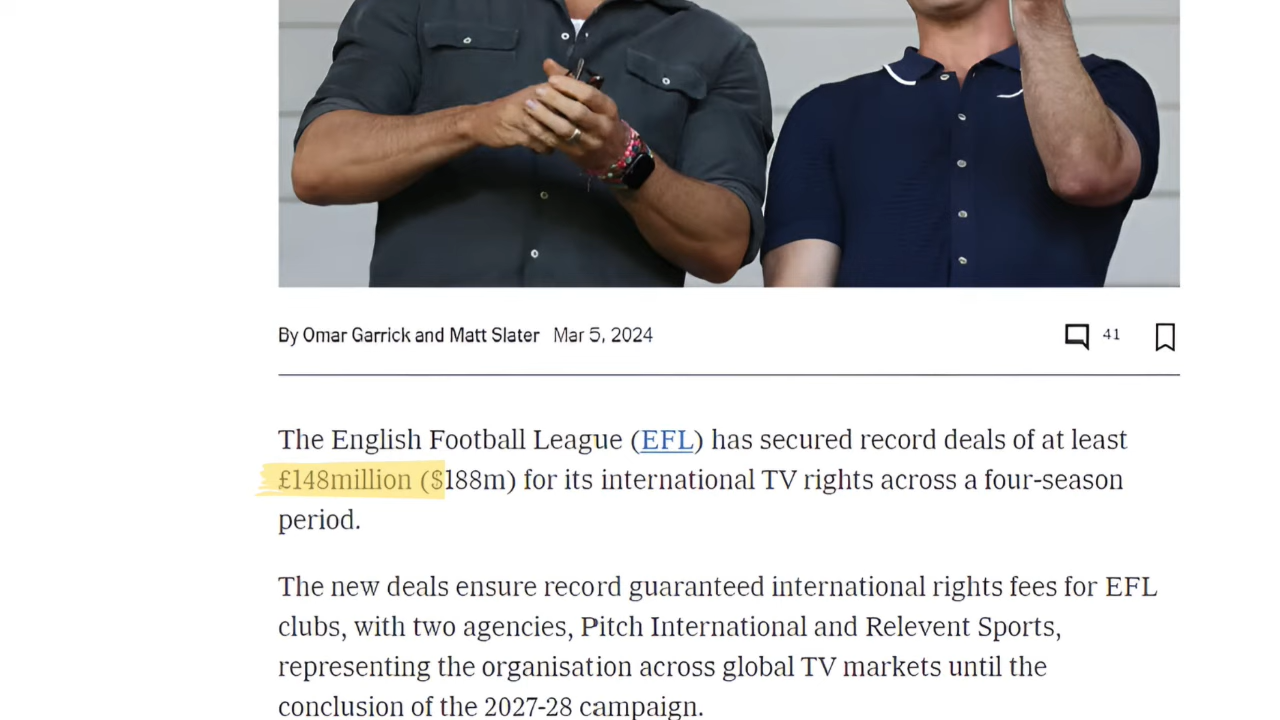 By Omar Garrick and Matt Slater Mar 5, 2024
41
The English Football League (EFL) has secured record deals of at least
£148million ($188m) for its international TV rights across a four-season
period.
The new deals ensure record guaranteed international rights fees for EFL
clubs, with two agencies, Pitch International and Relevent Sports,
representing the organisation across global TV markets until the
conclusion of the 2027-28 campaign.